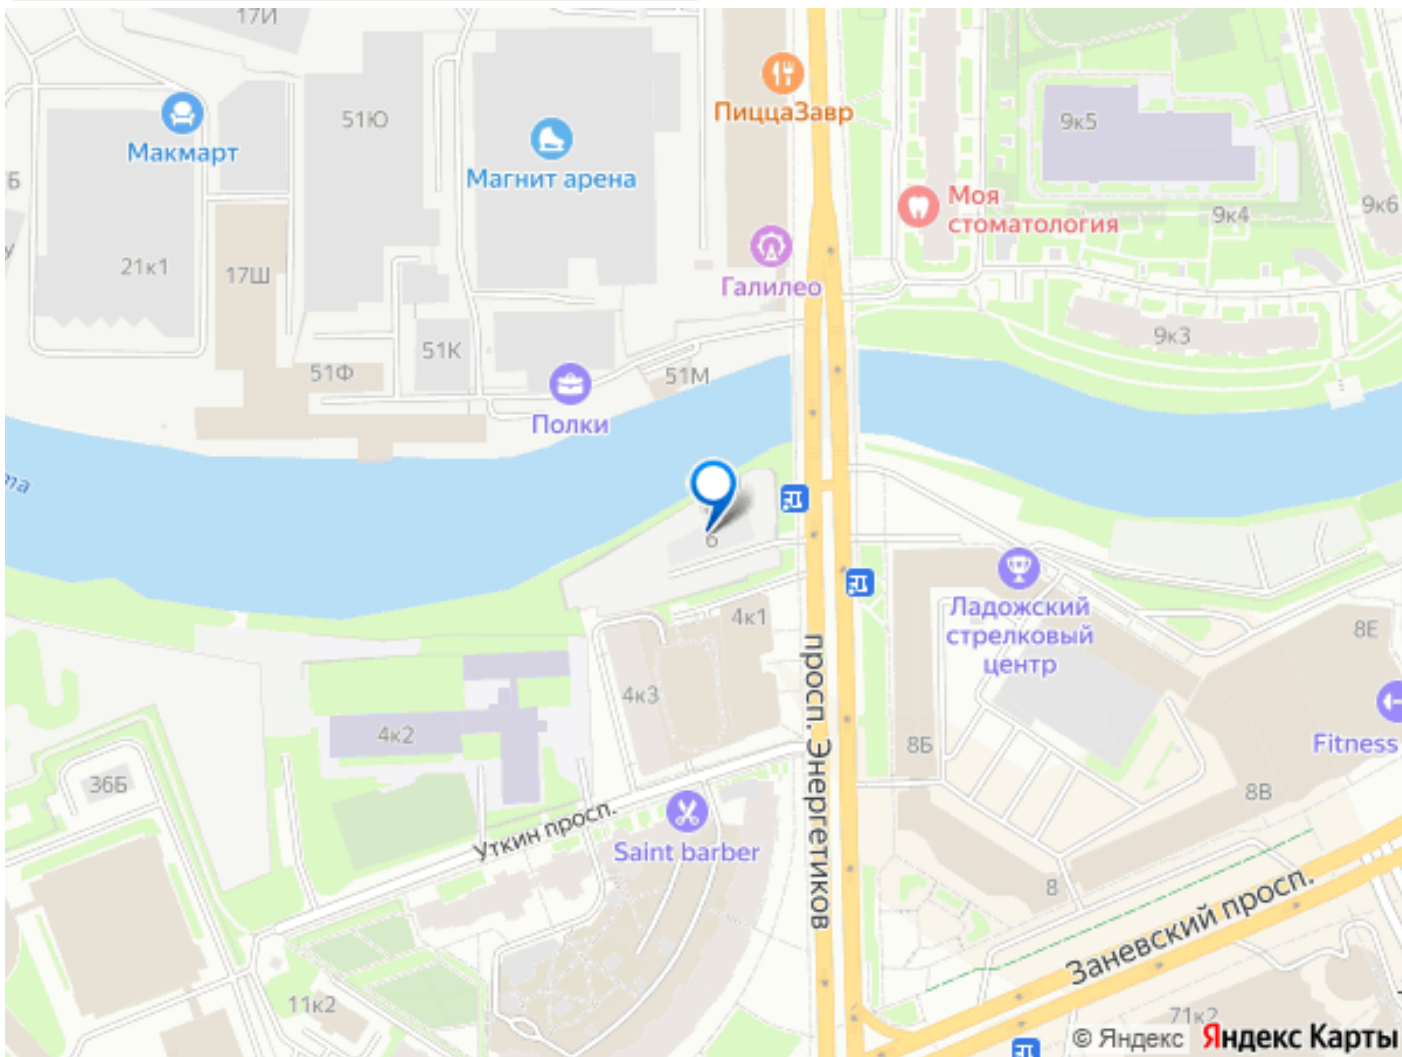 17И
ПиццаЗавр
51Ю
9к5
Макмарт
Магнит арена
Моя
стоматология
9к4
9к6
21к1
17Ш
Галилео
9к3
51К
51Ф
51М
Полки
6
Ладожский
стрелковый
центр
4к1
8Е
4к3
4к2
просп. Энергетиков
8Б
Fitness
36Б
8В
Уткин просп.
Saint barber
8
Заневский просп.
11к2
71к2
© Яндекс
Яндекс Карты